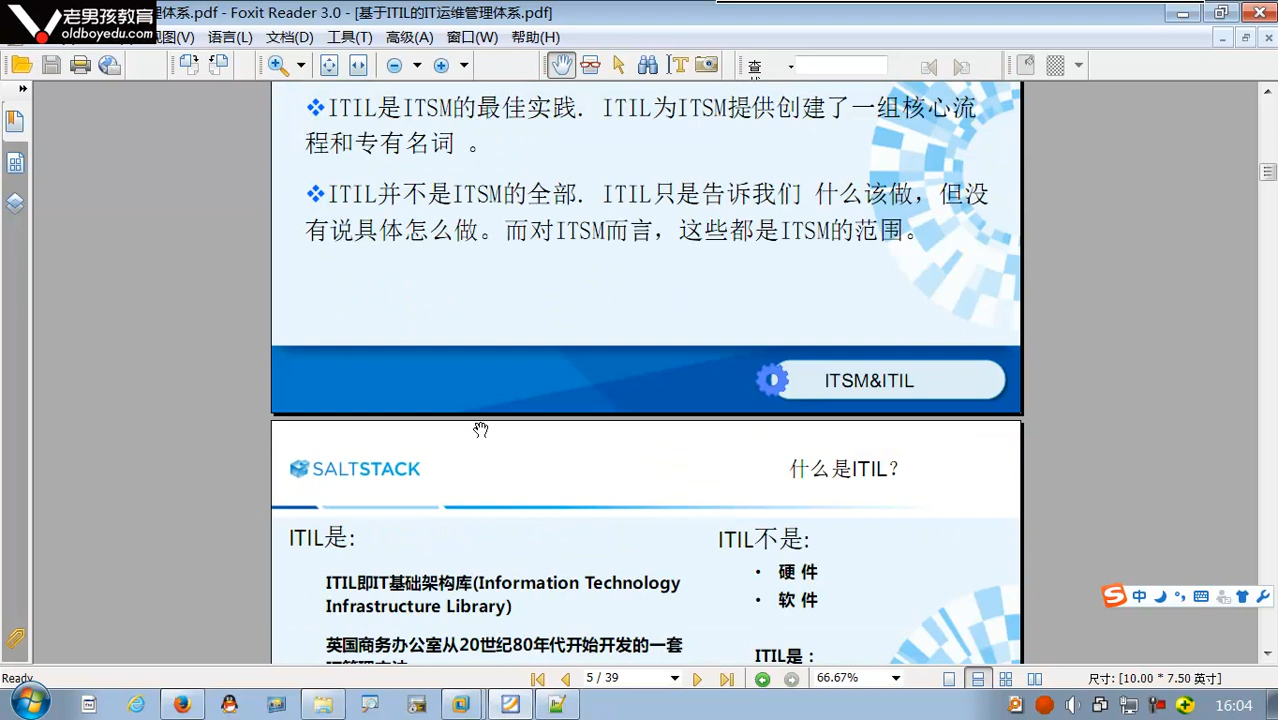 老男孩教育
oldboyedu.com
体系.pdf - Foxit Reader 3.0 - [基于ITIL的IT运维管理体系.pdf]
图(V) 语言(L) 文档(D) 工具(T) 高级(A) 窗口(W) 帮助(H)
❖ITIL是ITSM的最佳实践. ITIL为ITSM提供创建了一组核心流
程和专有名词 。
❖ITIL并不是ITSM的全部. ITIL只是告诉我们 什么该做，但没
有说具体怎么做。而对ITSM而言，这些都是ITSM的范围。
ITSM&ITIL
SALTSTACK
什么是ITIL?
ITIL是:
ITIL不是:
• 硬 件
ITIL即IT基础架构库(Information Technology
Infrastructure Library)
• 软 件
英国商务办公室从20世纪80年代开始开发的一套
ITIL是：
中
Ready
5 / 39
66.67%
尺寸: [10.00 * 7.50 英寸]
16:04